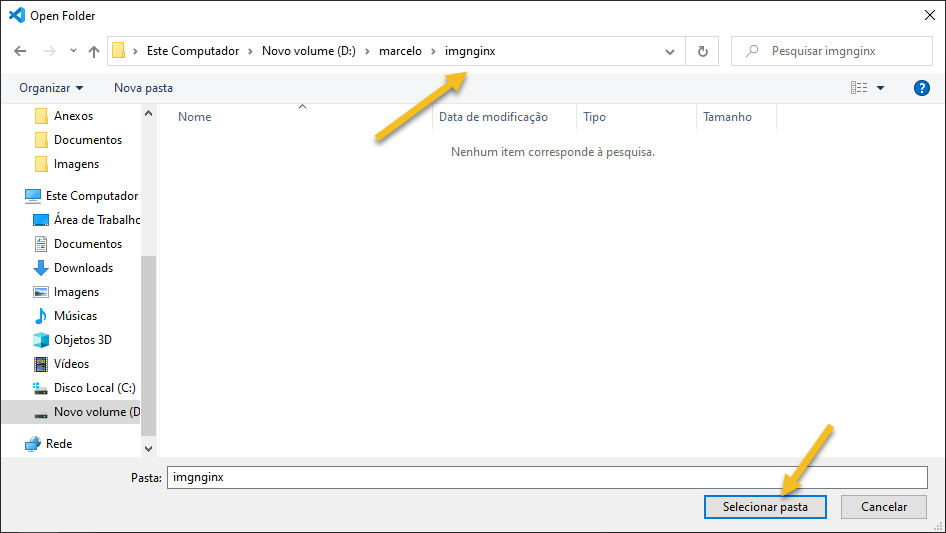 Open Folder
Este Computador > Novo volume (D:) > marcelo > imgnginx
Pesquisar imgnginx
Organizar
Nova pasta
?
Nome
Data de modificação
Tipo
Tamanho
Nenhum item corresponde à pesquisa.
Anexos
Documentos
Imagens
Este Computador
Área de Trabalho
Documentos
Downloads
Imagens
Músicas
Objetos 3D
Vídeos
Disco Local (C:)
Novo volume (D
Rede
Pasta: imgnginx
Selecionar pasta
Cancelar